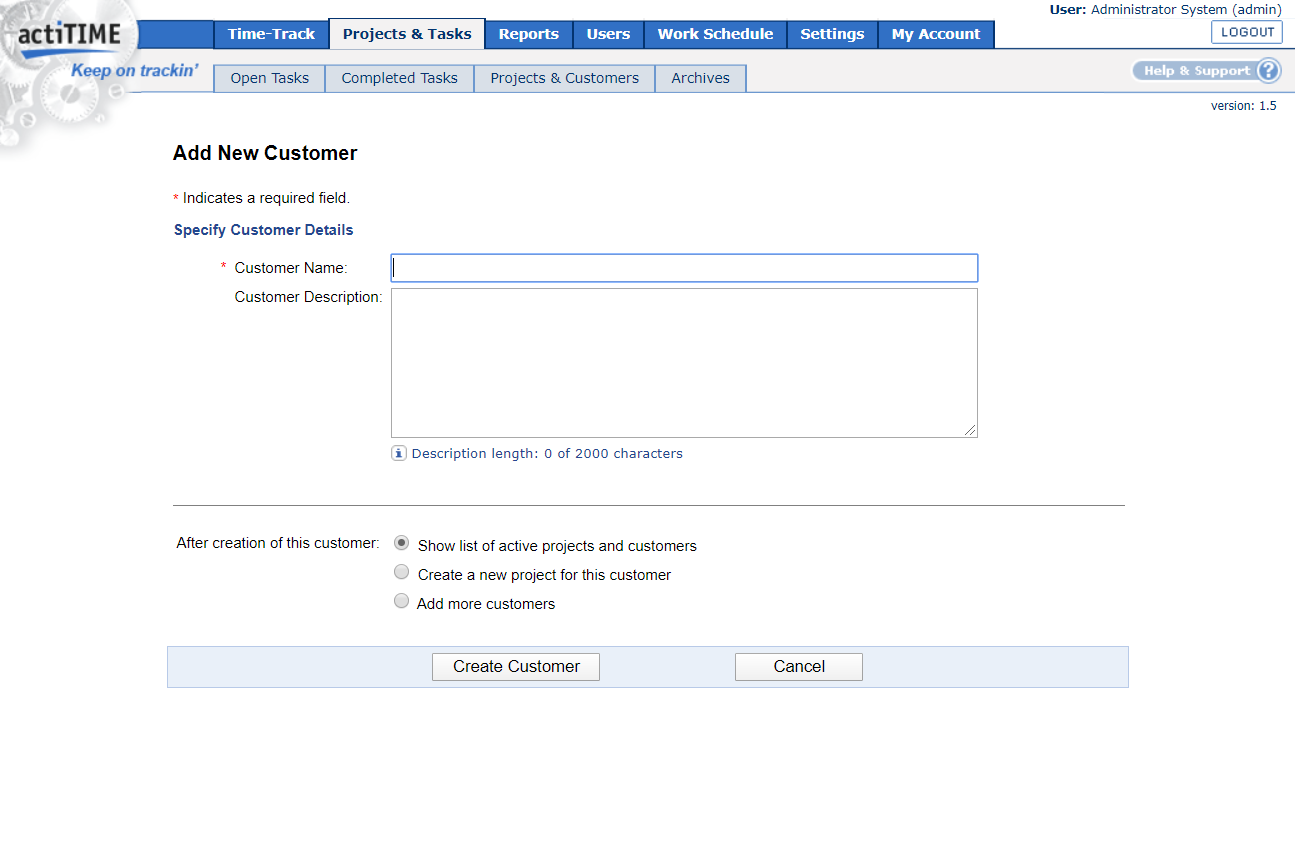 User: Administrator System (admin)
actiTIME
Time-Track Projects & Tasks Reports Users Work Schedule Settings My Account LOGOUT
Keep on trackin'
Open Tasks Completed Tasks Projects & Customers Archives Help & Support ?
version: 1.5
Add New Customer
* Indicates a required field.
Specify Customer Details
* Customer Name:
Customer Description:
i Description length: 0 of 2000 characters
After creation of this customer: Show list of active projects and customers
Create a new project for this customer
Add more customers
Create Customer Cancel